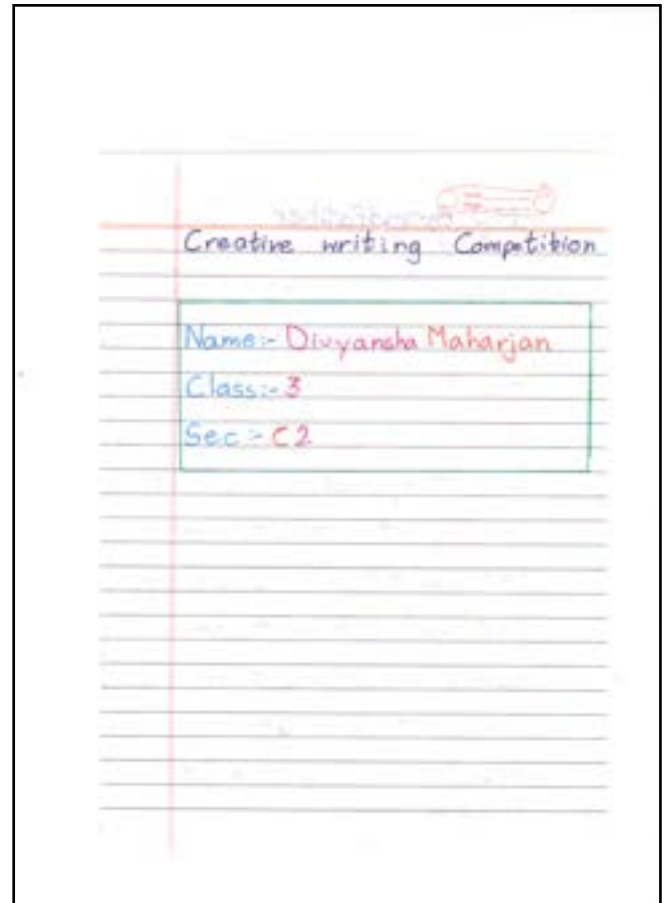 Creative writing Competition
Name:- Divyansha Maharjan
Class:- 3
Sec :- C2